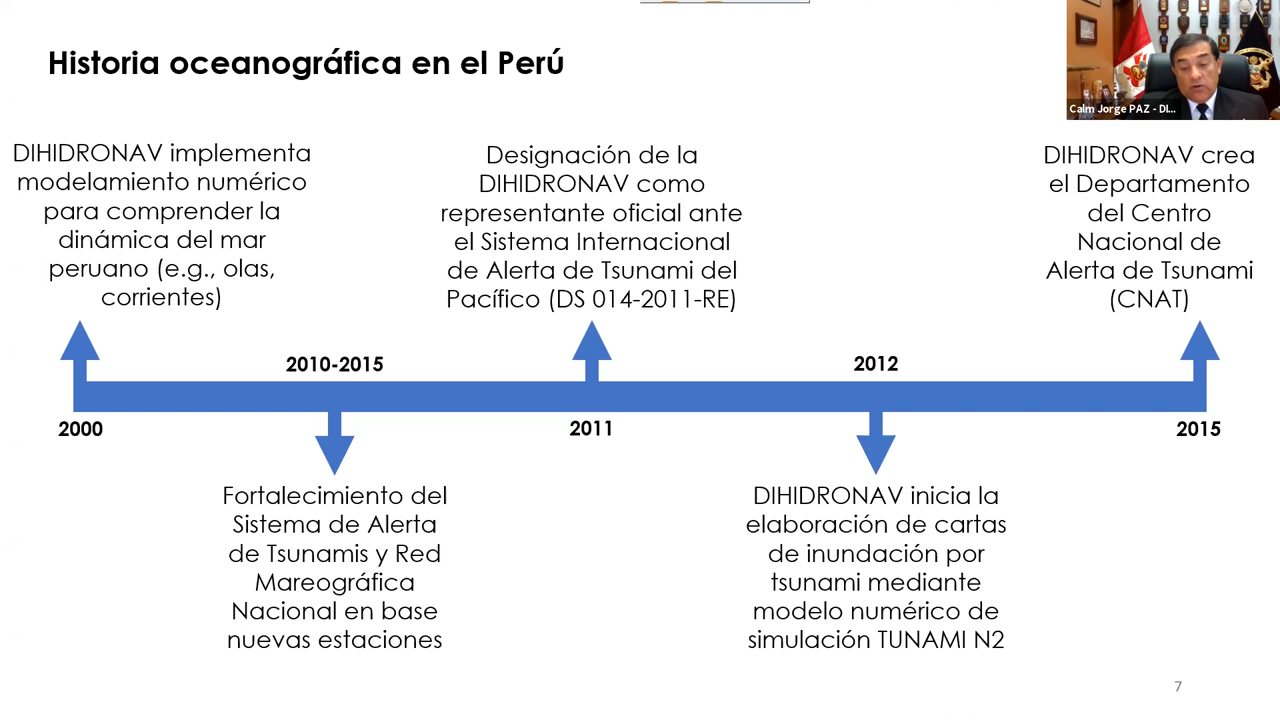 Historia oceanográfica en el Perú
Calm Jorge PAZ - DI...
DIHIDRONAV implementa
modelamiento numérico
para comprender la
dinámica del mar
peruano (e.g., olas,
corrientes)
Designación de la
DIHIDRONAV como
representante oficial ante
el Sistema Internacional
de Alerta de Tsunami del
Pacífico (DS 014-2011-RE)
DIHIDRONAV crea
el Departamento
del Centro
Nacional de
Alerta de Tsunami
(CNAT)
2010-2015
2012
2000
2011
2015
Fortalecimiento del
Sistema de Alerta
de Tsunamis y Red
Mareográfica
Nacional en base
nuevas estaciones
DIHIDRONAV inicia la
elaboración de cartas
de inundación por
tsunami mediante
modelo numérico de
simulación TUNAMI N2
7